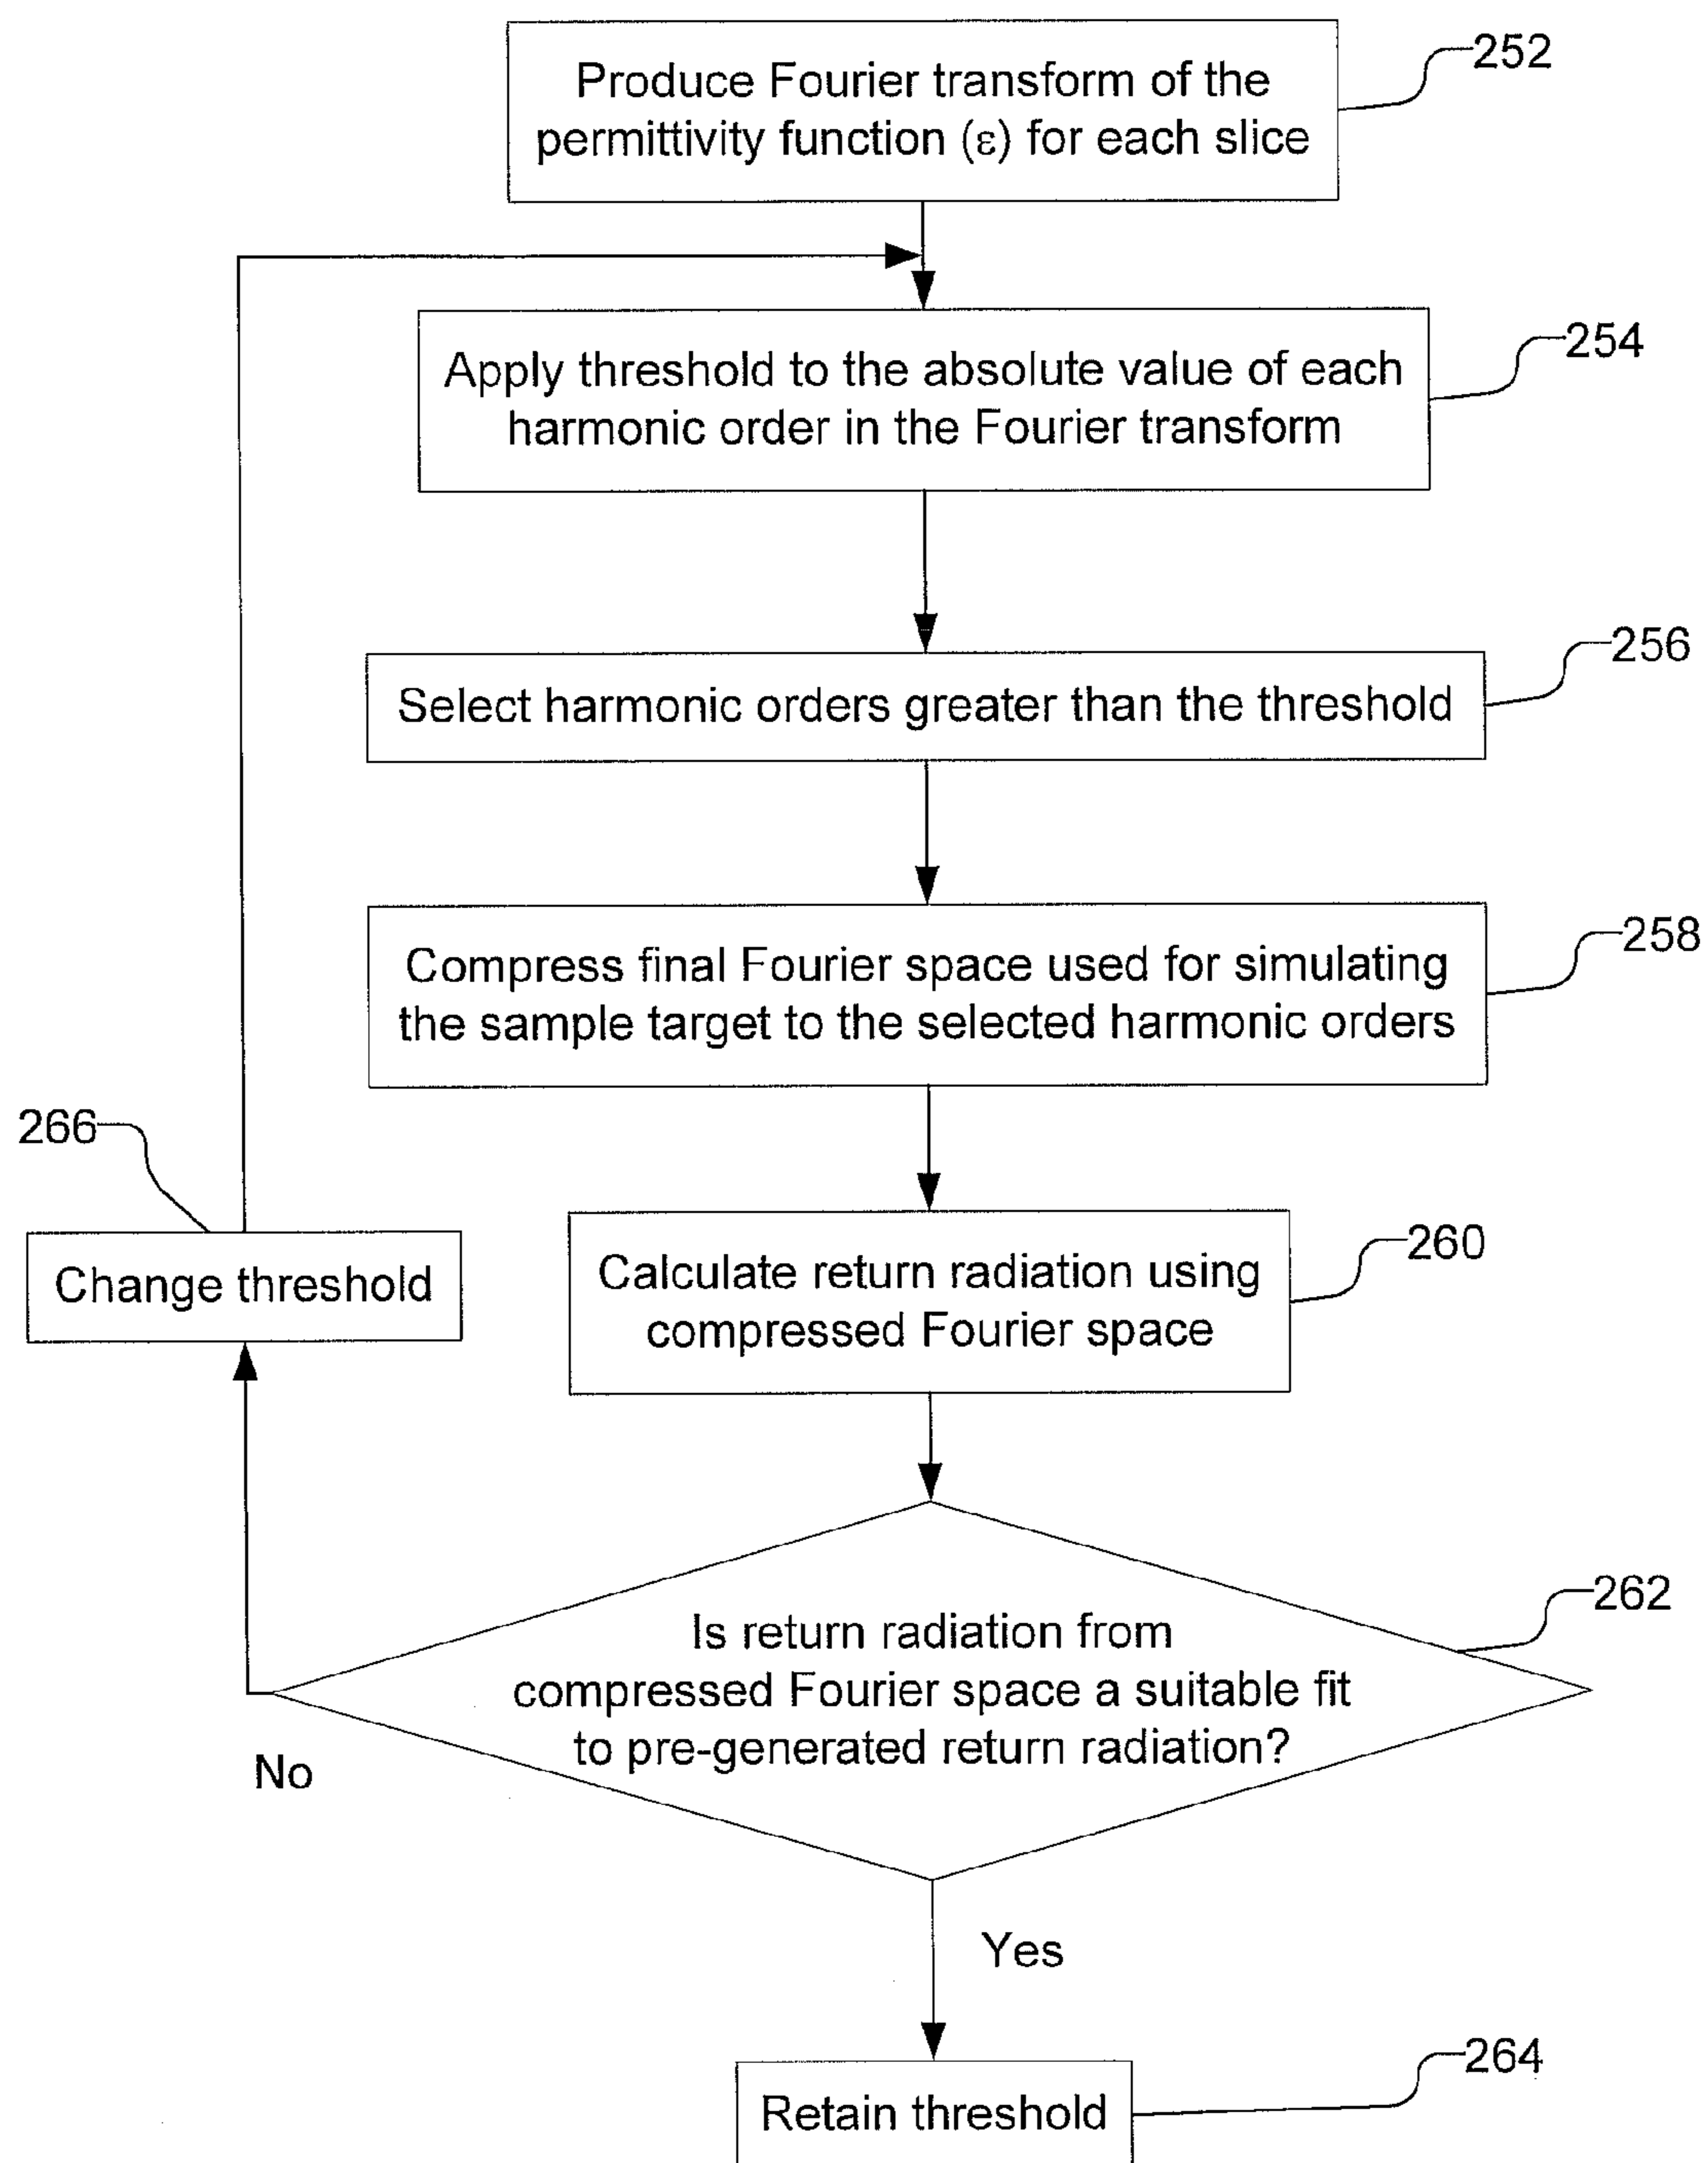 Produce Fourier transform of the
permittivity function (ε) for each slice
252
Apply threshold to the absolute value of each
harmonic order in the Fourier transform
254
Select harmonic orders greater than the threshold
256
Compress final Fourier space used for simulating
the sample target to the selected harmonic orders
258
266
Change threshold
Calculate return radiation using
compressed Fourier space
260
Is return radiation from
compressed Fourier space a suitable fit
to pre-generated return radiation?
262
No
Yes
Retain threshold
264